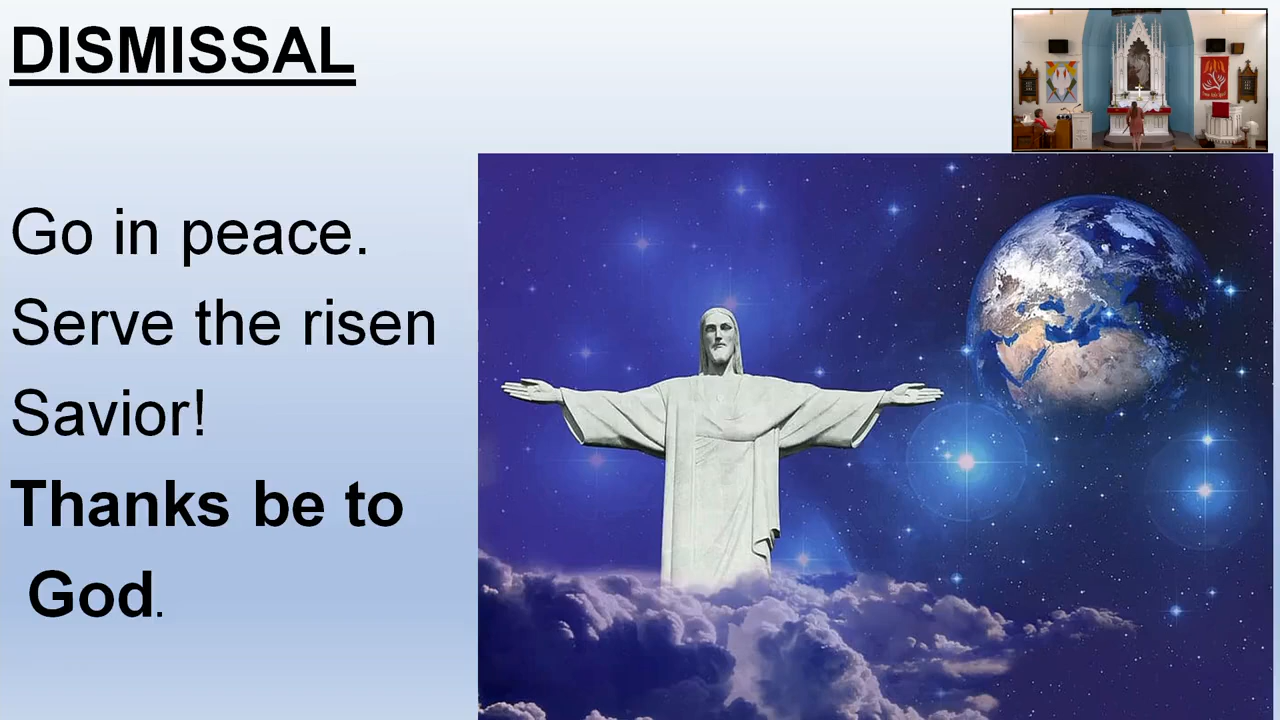 DISMISSAL
Go in peace.
Serve the risen
Savior!
Thanks be to
God.